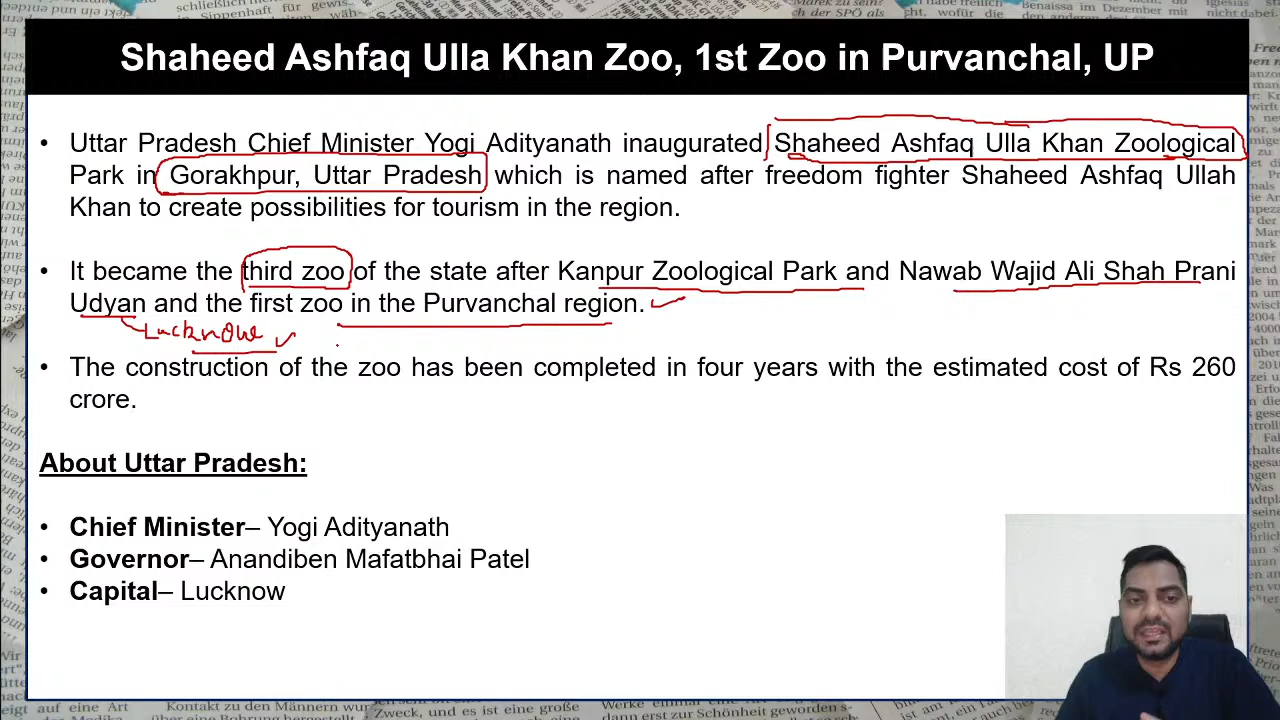 Shaheed Ashfaq Ulla Khan Zoo, 1st Zoo in Purvanchal, UP
• Uttar Pradesh Chief Minister Yogi Adityanath inaugurated Shaheed Ashfaq Ulla Khan Zoological
Park in Gorakhpur, Uttar Pradesh which is named after freedom fighter Shaheed Ashfaq Ullah
Khan to create possibilities for tourism in the region.
• It became the third zoo of the state after Kanpur Zoological Park and Nawab Wajid Ali Shah Prani
Udyan and the first zoo in the Purvanchal region.
Lucknow
• The construction of the zoo has been completed in four years with the estimated cost of Rs 260
crore.
About Uttar Pradesh:
• Chief Minister– Yogi Adityanath
• Governor– Anandiben Mafatbhai Patel
• Capital– Lucknow